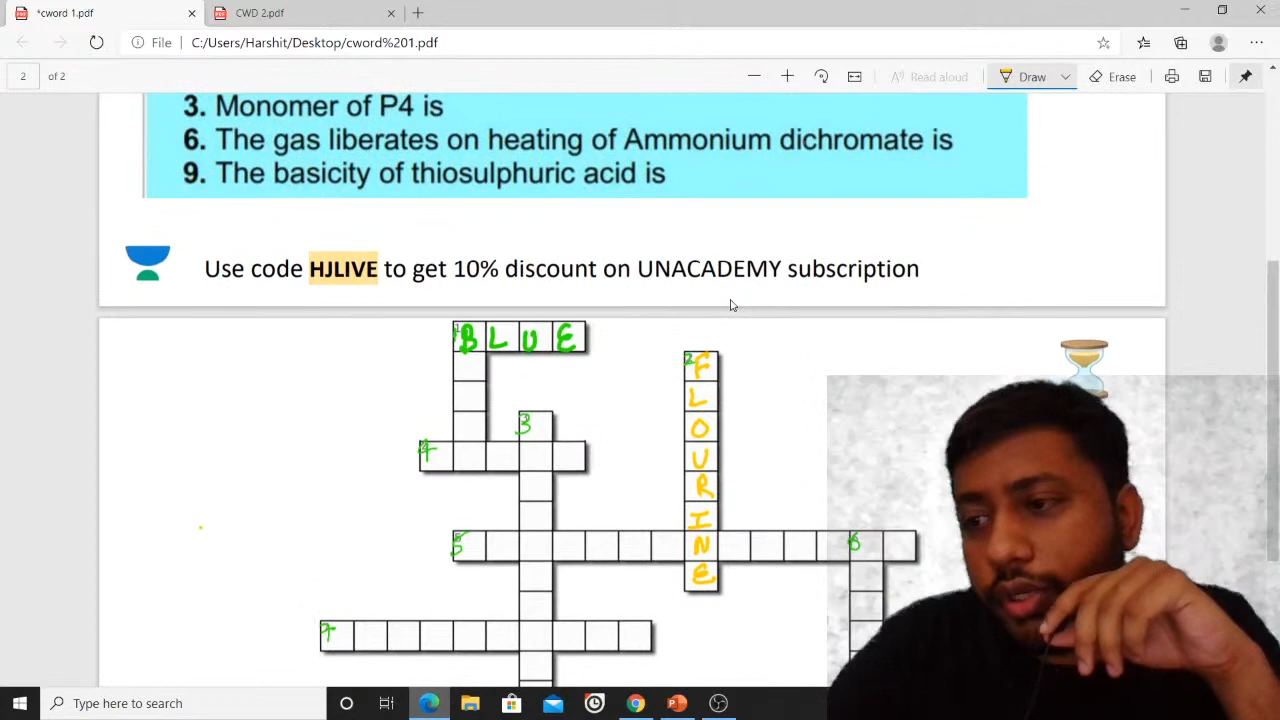 *cword 1.pdf
CWD 2.pdf
File C:/Users/Harshit/Desktop/cword%201.pdf
2 of 2
Read aloud Draw Erase
3. Monomer of P4 is
6. The gas liberates on heating of Ammonium dichromate is
9. The basicity of thiosulphuric acid is
Use code HJLIVE to get 10% discount on UNACADEMY subscription
1 BLUE
2 FLOURINE
3
4
5
6
7
Type here to search